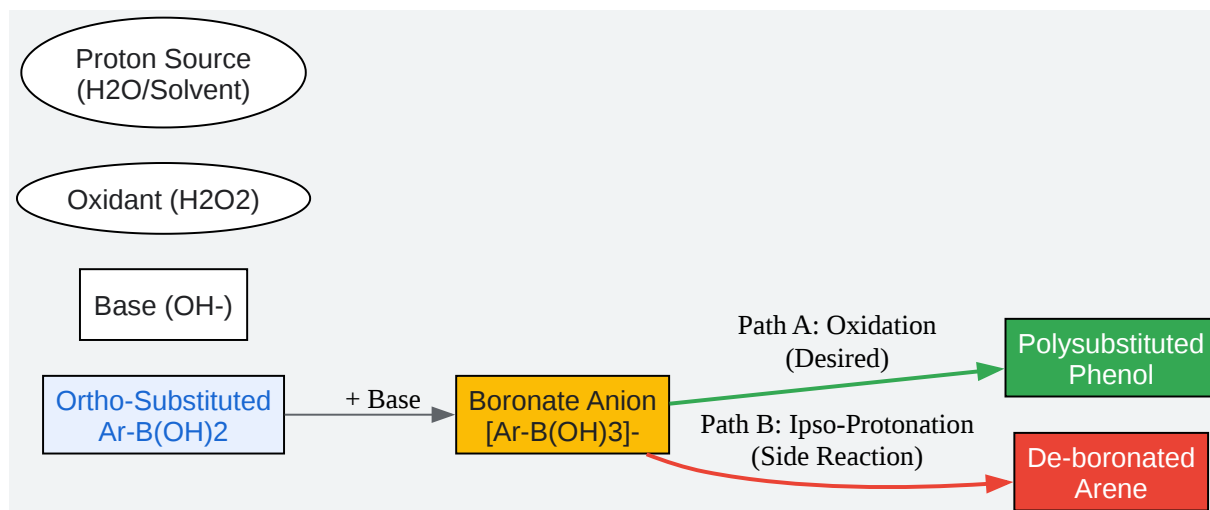 Proton Source
(H2O/Solvent)
Oxidant (H2O2)
Base (OH-)
Ortho-Substituted
Ar-B(OH)2
+ Base
Boronate Anion
[Ar-B(OH)3]-
Path A: Oxidation
(Desired)
Polysubstituted
Phenol
Path B: Ipso-Protonation
(Side Reaction)
De-boronated
Arene